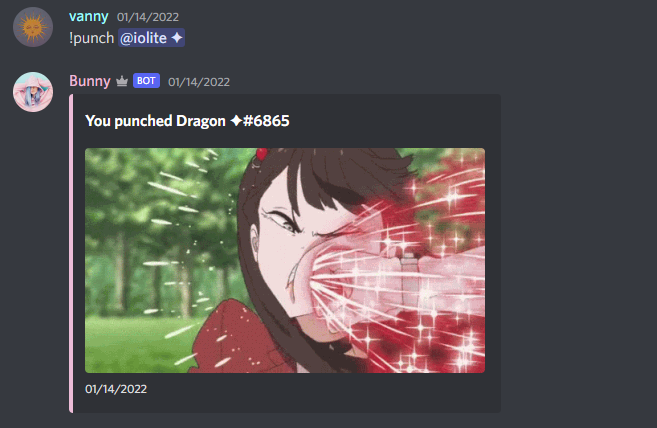 vanny 01/14/2022
!punch @iolite ✦
Bunny BOT 01/14/2022
You punched Dragon ✦#6865
01/14/2022